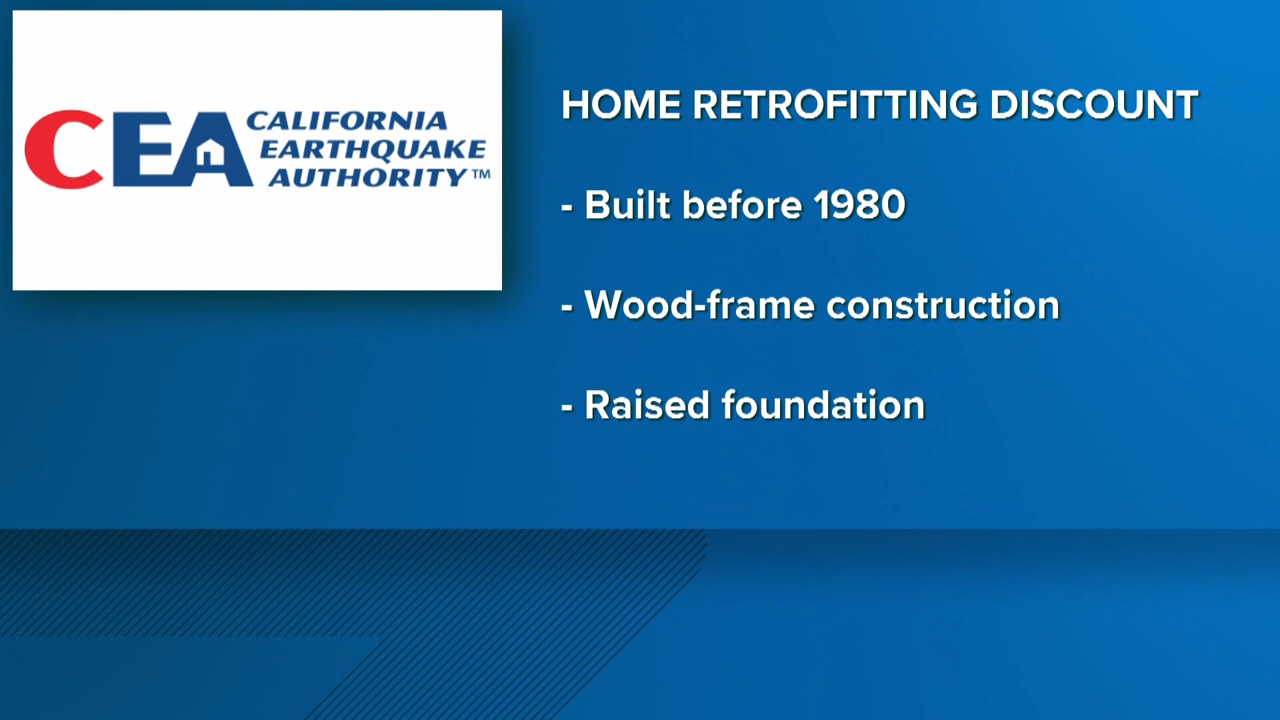 CEA CALIFORNIA
EARTHQUAKE
AUTHORITY™
HOME RETROFITTING DISCOUNT
- Built before 1980
- Wood-frame construction
- Raised foundation